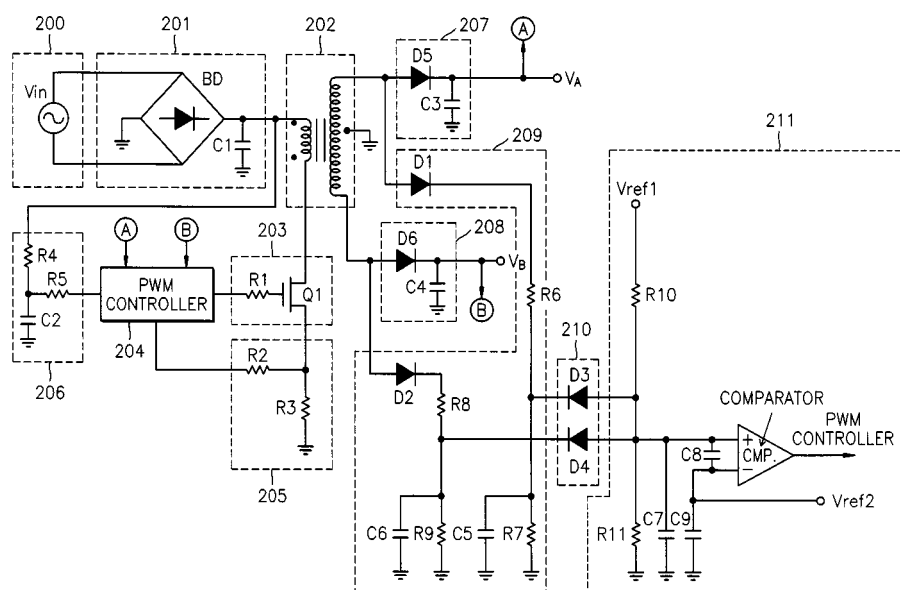 200
201
202
207
A
Vin
BD
D5
VA
C3
C1
209
211
D1
Vref1
A
B
203
D6
208
VB
R4
R5
PWM
CONTROLLER
R1
Q1
C4
B
R6
R10
C2
204
210
206
R2
D2
R8
D3
COMPARATOR
PWM
CONTROLLER
R3
D4
+
CMP.
−
C8
Vref2
205
C6
R9
C5
R7
R11
C7
C9